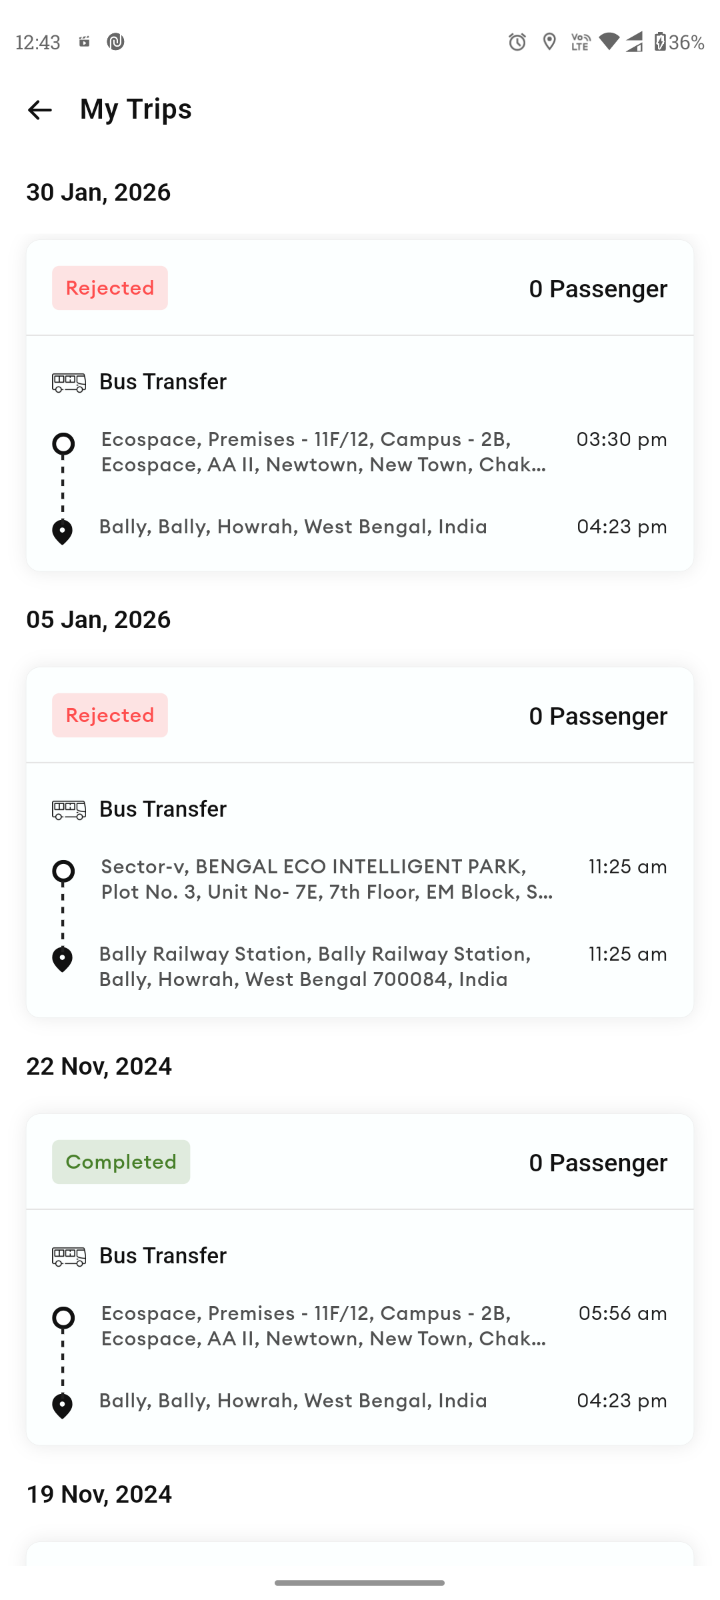 12:43
Vo LTE
36%
My Trips
30 Jan, 2026
Rejected
0 Passenger
Bus Transfer
Ecospace, Premises - 11F/12, Campus - 2B, 03:30 pm
Ecospace, AA II, Newtown, New Town, Chak...
Bally, Bally, Howrah, West Bengal, India 04:23 pm
05 Jan, 2026
Rejected
0 Passenger
Bus Transfer
Sector-v, BENGAL ECO INTELLIGENT PARK, 11:25 am
Plot No. 3, Unit No- 7E, 7th Floor, EM Block, S...
Bally Railway Station, Bally Railway Station, 11:25 am
Bally, Howrah, West Bengal 700084, India
22 Nov, 2024
Completed
0 Passenger
Bus Transfer
Ecospace, Premises - 11F/12, Campus - 2B, 05:56 am
Ecospace, AA II, Newtown, New Town, Chak...
Bally, Bally, Howrah, West Bengal, India 04:23 pm
19 Nov, 2024